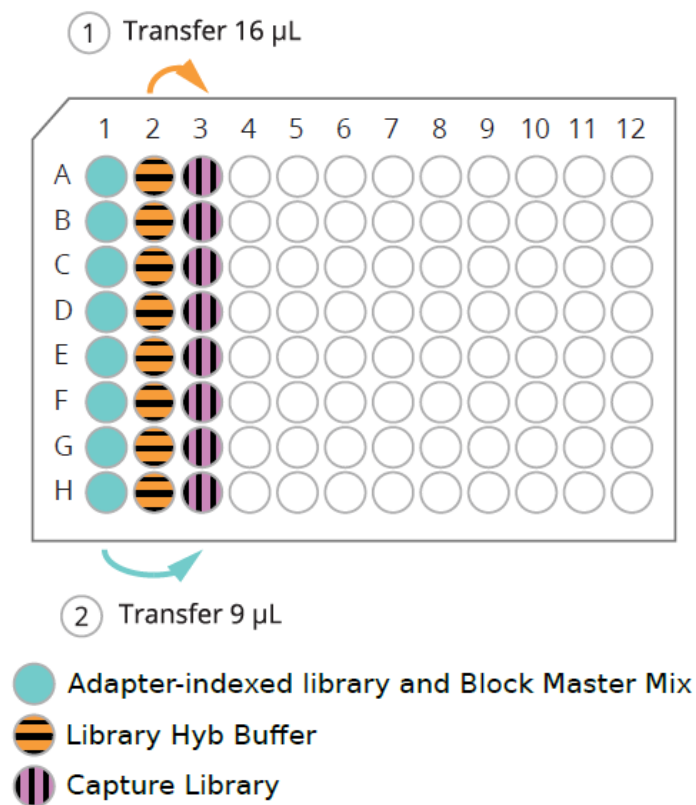 1 Transfer 16 µL
1 2 3 4 5 6 7 8 9 10 11 12
A
B
C
D
E
F
G
H
2 Transfer 9 µL
Adapter-indexed library and Block Master Mix
Library Hyb Buffer
Capture Library